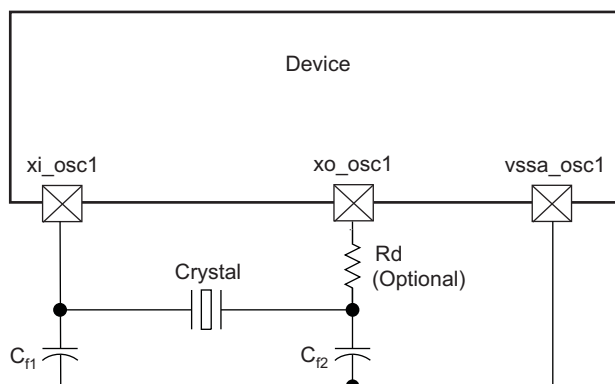 Device
xi_osc1
xo_osc1
vssa_osc1
Crystal
Rd
(Optional)
Cf1
Cf2